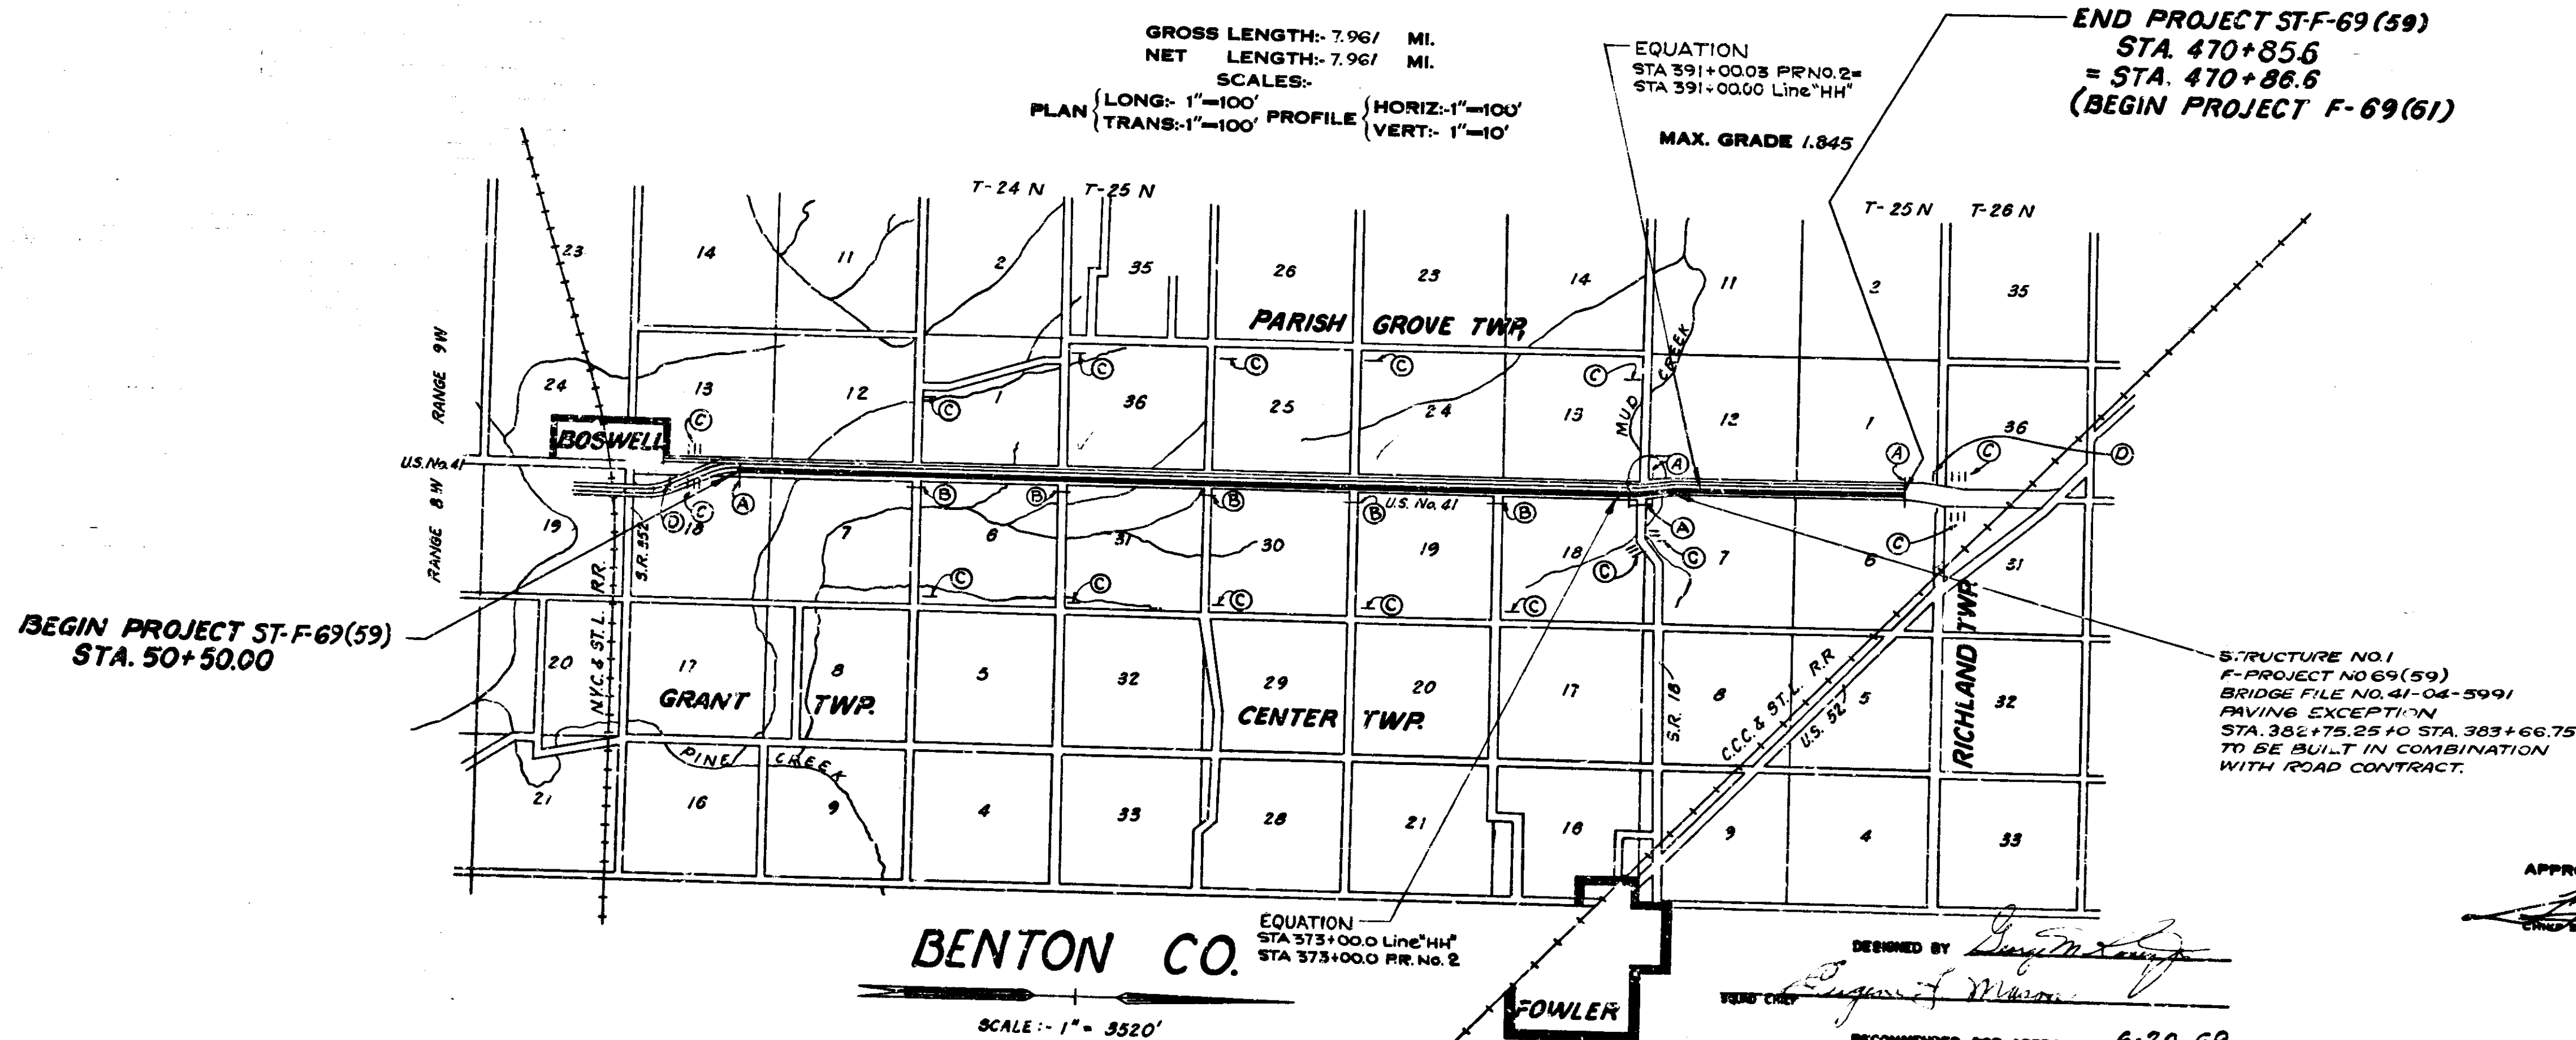 GROSS LENGTH:- 7.961 MI.
NET LENGTH:- 7.961 MI.
SCALES:-
PLAN { LONG:- 1"=100' TRANS:-1"=100' PROFILE { HORIZ:-1"=100' VERT:- 1"=10'
EQUATION
STA 391+00.03 PR NO. 2=
STA 391+00.00 Line "HH"
MAX. GRADE 1.845
END PROJECT ST-F-69(59)
STA. 470+85.6
= STA. 470+86.6
(BEGIN PROJECT F-69(61)
T-24 N T-25 N
T-25 N T-26 N
23 14 11 2 35 26 23 14 11 2 35
PARISH GROVE TWP.
RANGE 9W
RANGE 8W
MUD CREEK
C C C C
24 13 12 1 36 25 24 13 12 1 36
C C
BOSWELL
U.S. No. 41
A A C D
D C A B B B B U.S. No. 41 B A
19 18 7 6 31 30 19 18 7 6 31
S.R. 352
C C C
C C C C C
BEGIN PROJECT ST-F-69(59)
STA. 50+50.00
N.Y.C. & ST. L. RR.
20 17 8 5 32 29 20 17 8 5 32
GRANT TWP.
CENTER TWP.
RICHLAND TWP.
S.R. 18
C.C.C. & ST. L. R.R
U.S. 52
PINE CREEK
21 16 9 4 33 28 21 16 9 4 33
STRUCTURE NO. 1
F-PROJECT NO 69(59)
BRIDGE FILE NO. 41-04-5991
PAVING EXCEPTION
STA. 382+75.25 to STA. 383+66.75
TO BE BUILT IN COMBINATION
WITH ROAD CONTRACT.
EQUATION
STA 373+00.0 Line "HH"
STA 373+00.0 P.R. No. 2
BENTON CO.
SCALE:- 1" = 3520'
FOWLER
DESIGNED BY
SQUAD CHIEF Eugene F Mason
RECOMMENDED FOR